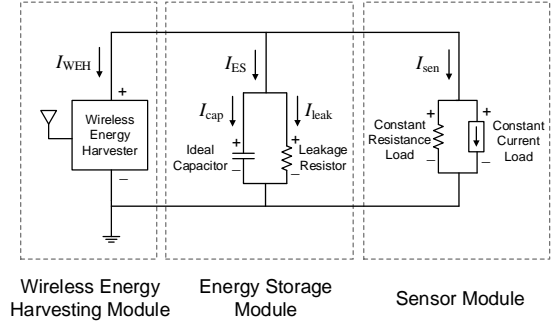 I_WEH
I_ES
I_sen
+
Wireless
Energy
Harvester
−
I_cap
I_leak
+
−
Ideal
Capacitor
+
−
Leakage
Resistor
Constant
Resistance
Load
+
−
+
−
Constant
Current
Load
Wireless Energy
Harvesting Module
Energy Storage
Module
Sensor Module